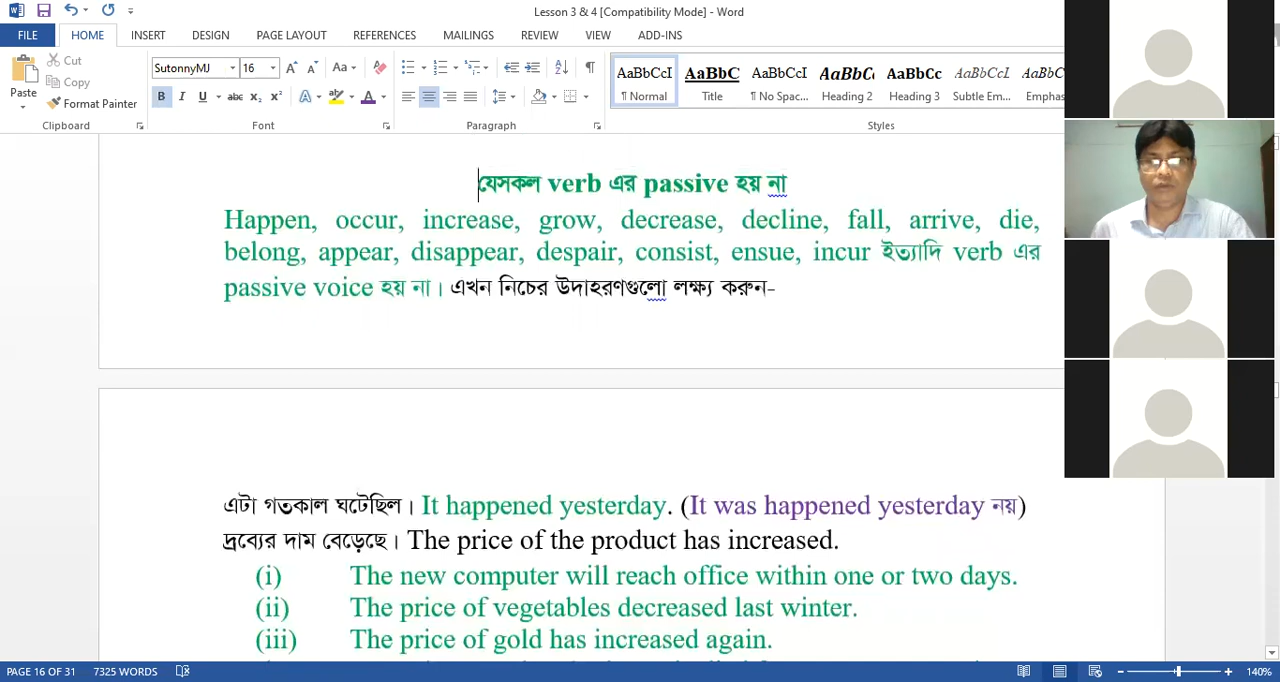 Lesson 3 & 4 [Compatibility Mode] - Word
FILE HOME INSERT DESIGN PAGE LAYOUT REFERENCES MAILINGS REVIEW VIEW ADD-INS
Cut
Copy
Paste
Format Painter
SutonnyMJ 16
AaBbCcI AaBbC AaBbCcI AaBbC AaBbCc AaBbCcL AaBbC
¶ Normal Title ¶ No Spac... Heading 2 Heading 3 Subtle Em... Emphas
Clipboard Font Paragraph Styles
যেসকল verb এর passive হয় না
Happen, occur, increase, grow, decrease, decline, fall, arrive, die,
belong, appear, disappear, despair, consist, ensue, incur ইত্যাদি verb এর
passive voice হয় না। এখন নিচের উদাহরণগুলো লক্ষ্য করুন-
এটা গতকাল ঘটেছিল। It happened yesterday. (It was happened yesterday নয়)
দ্রব্যের দাম বেড়েছে। The price of the product has increased.
(i) The new computer will reach office within one or two days.
(ii) The price of vegetables decreased last winter.
(iii) The price of gold has increased again.
PAGE 16 OF 31 7325 WORDS 140%